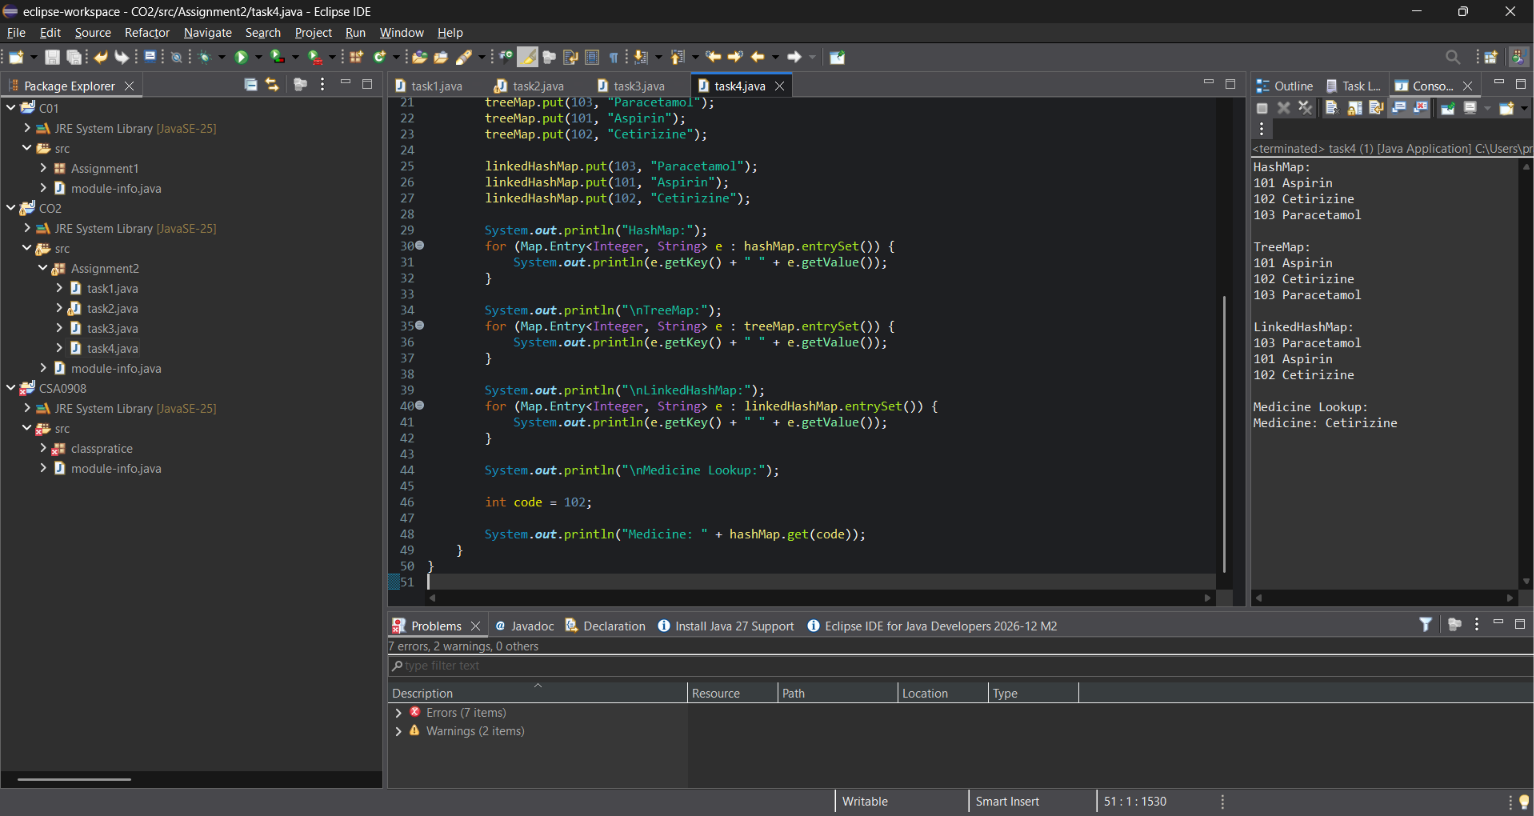 eclipse-workspace - CO2/src/Assignment2/task4.java - Eclipse IDE
File Edit Source Refactor Navigate Search Project Run Window Help
Package Explorer
C01
JRE System Library [JavaSE-25]
src
Assignment1
module-info.java
CO2
JRE System Library [JavaSE-25]
src
Assignment2
task1.java
task2.java
task3.java
task4.java
module-info.java
CSA0908
JRE System Library [JavaSE-25]
src
classpratice
module-info.java
task1.java task2.java task3.java task4.java
21 treeMap.put(103, "Paracetamol");
22 treeMap.put(101, "Aspirin");
23 treeMap.put(102, "Cetirizine");
24
25 linkedHashMap.put(103, "Paracetamol");
26 linkedHashMap.put(101, "Aspirin");
27 linkedHashMap.put(102, "Cetirizine");
28
29 System.out.println("HashMap:");
30 for (Map.Entry<Integer, String> e : hashMap.entrySet()) {
31 System.out.println(e.getKey() + " " + e.getValue());
32 }
33
34 System.out.println("\nTreeMap:");
35 for (Map.Entry<Integer, String> e : treeMap.entrySet()) {
36 System.out.println(e.getKey() + " " + e.getValue());
37 }
38
39 System.out.println("\nLinkedHashMap:");
40 for (Map.Entry<Integer, String> e : linkedHashMap.entrySet()) {
41 System.out.println(e.getKey() + " " + e.getValue());
42 }
43
44 System.out.println("\nMedicine Lookup:");
45
46 int code = 102;
47
48 System.out.println("Medicine: " + hashMap.get(code));
49 }
50 }
51
Outline Task L... Conso...
<terminated> task4 (1) [Java Application] C:\Users\pr
HashMap:
101 Aspirin
102 Cetirizine
103 Paracetamol
TreeMap:
101 Aspirin
102 Cetirizine
103 Paracetamol
LinkedHashMap:
103 Paracetamol
101 Aspirin
102 Cetirizine
Medicine Lookup:
Medicine: Cetirizine
Problems Javadoc Declaration Install Java 27 Support Eclipse IDE for Java Developers 2026-12 M2
7 errors, 2 warnings, 0 others
type filter text
Description Resource Path Location Type
Errors (7 items)
Warnings (2 items)
Writable Smart Insert 51 : 1 : 1530